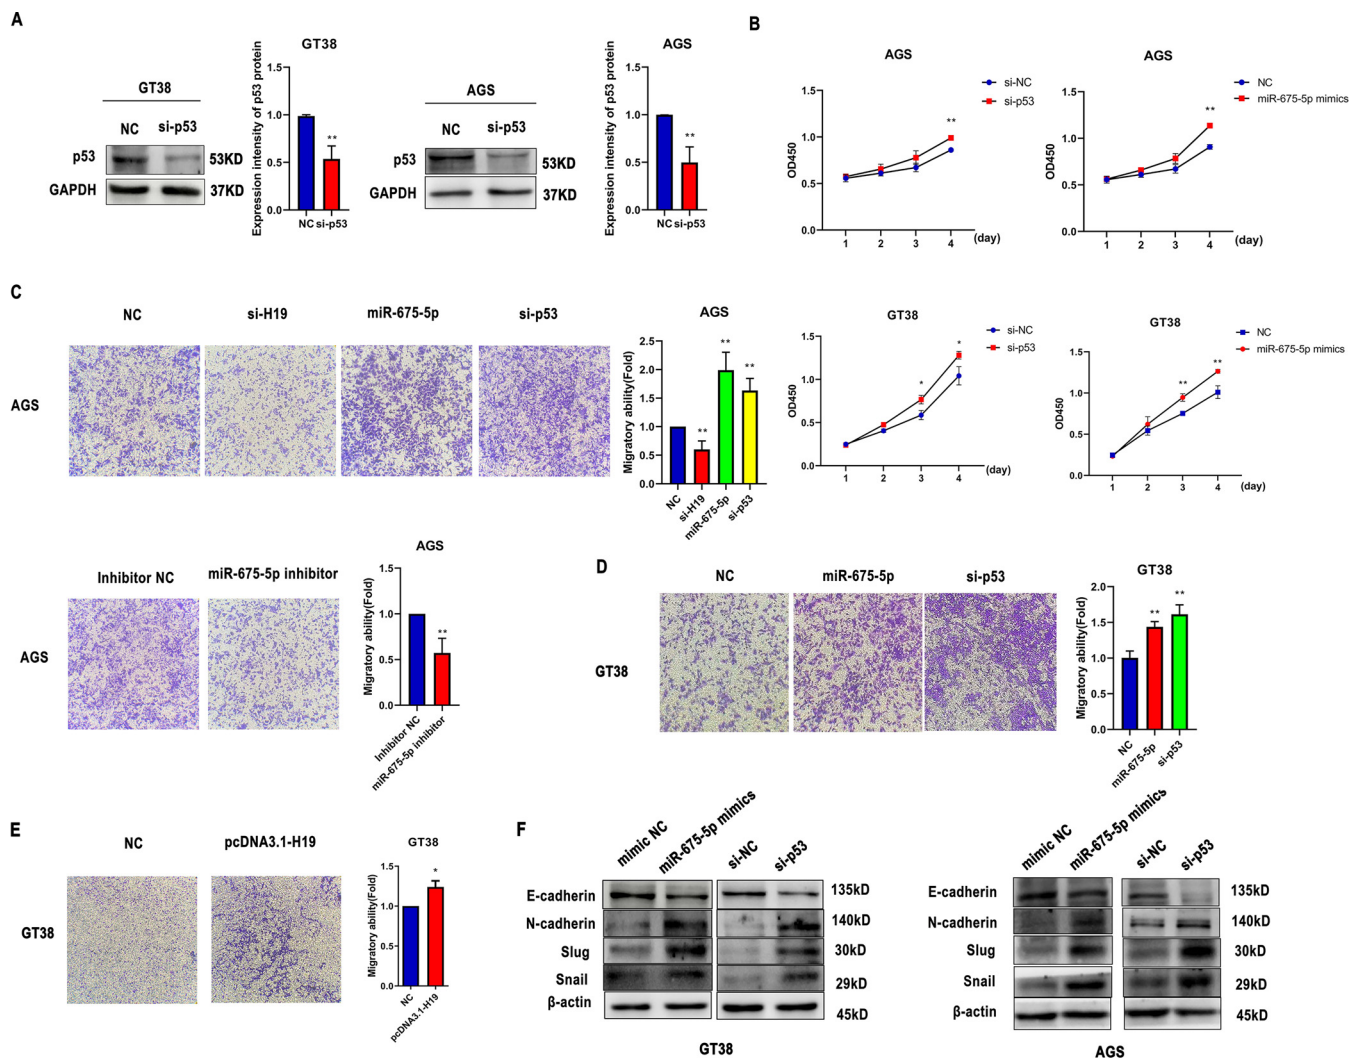 A
GT38
NC si-p53
p53 53KD
GAPDH 37KD
GT38
Expression intensity of p53 protein
1.5
1.0
0.5
0.0
NC si-p53
**
AGS
NC si-p53
p53 53KD
GAPDH 37KD
AGS
Expression intensity of p53 protein
1.5
1.0
0.5
0.0
NC si-p53
**
B
AGS
si-NC
si-p53
OD450
1.5
1.0
0.5
0.0
1 2 3 4 (day)
**
AGS
NC
miR-675-5p mimics
OD450
1.5
1.0
0.5
0.0
1 2 3 4 (day)
**
GT38
si-NC
si-p53
OD450
1.5
1.0
0.5
0.0
1 2 3 4 (day)
* *
GT38
NC
miR-675-5p mimics
OD450
1.5
1.0
0.5
0.0
1 2 3 4 (day)
** **
C
NC si-H19 miR-675-5p si-p53
AGS
AGS
Migratory ability(Fold)
2.5
2.0
1.5
1.0
0.5
0.0
NC si-H19 miR-675-5p si-p53
** ** **
Inhibitor NC miR-675-5p inhibitor
AGS
AGS
Migratory ability(Fold)
1.5
1.0
0.5
0.0
Inhibitor NC miR-675-5p inhibitor
**
D
NC miR-675-5p si-p53
GT38
GT38
Migratory ability(Fold)
2.0
1.5
1.0
0.5
0.0
NC miR-675-5p si-p53
** **
E
NC pcDNA3.1-H19
GT38
GT38
Migratory ability(Fold)
1.5
1.0
0.5
0.0
NC pcDNA3.1-H19
*
F
mimic NC miR-675-5p mimics si-NC si-p53
E-cadherin 135kD
N-cadherin 140kD
Slug 30kD
Snail 29kD
β-actin 45kD
GT38
mimic NC miR-675-5p mimics si-NC si-p53
E-cadherin 135kD
N-cadherin 140kD
Slug 30kD
Snail 29kD
β-actin 45kD
AGS